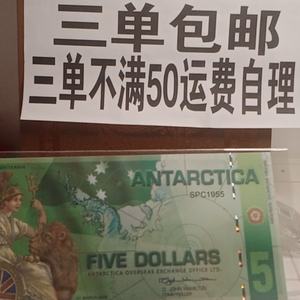 三单包邮
三单不满50运费自理
ANTARCTICA
SPC1955
FIVE DOLLARS
ANTARCTICA OVERSEAS EXCHANGE OFFICE LTD.
5